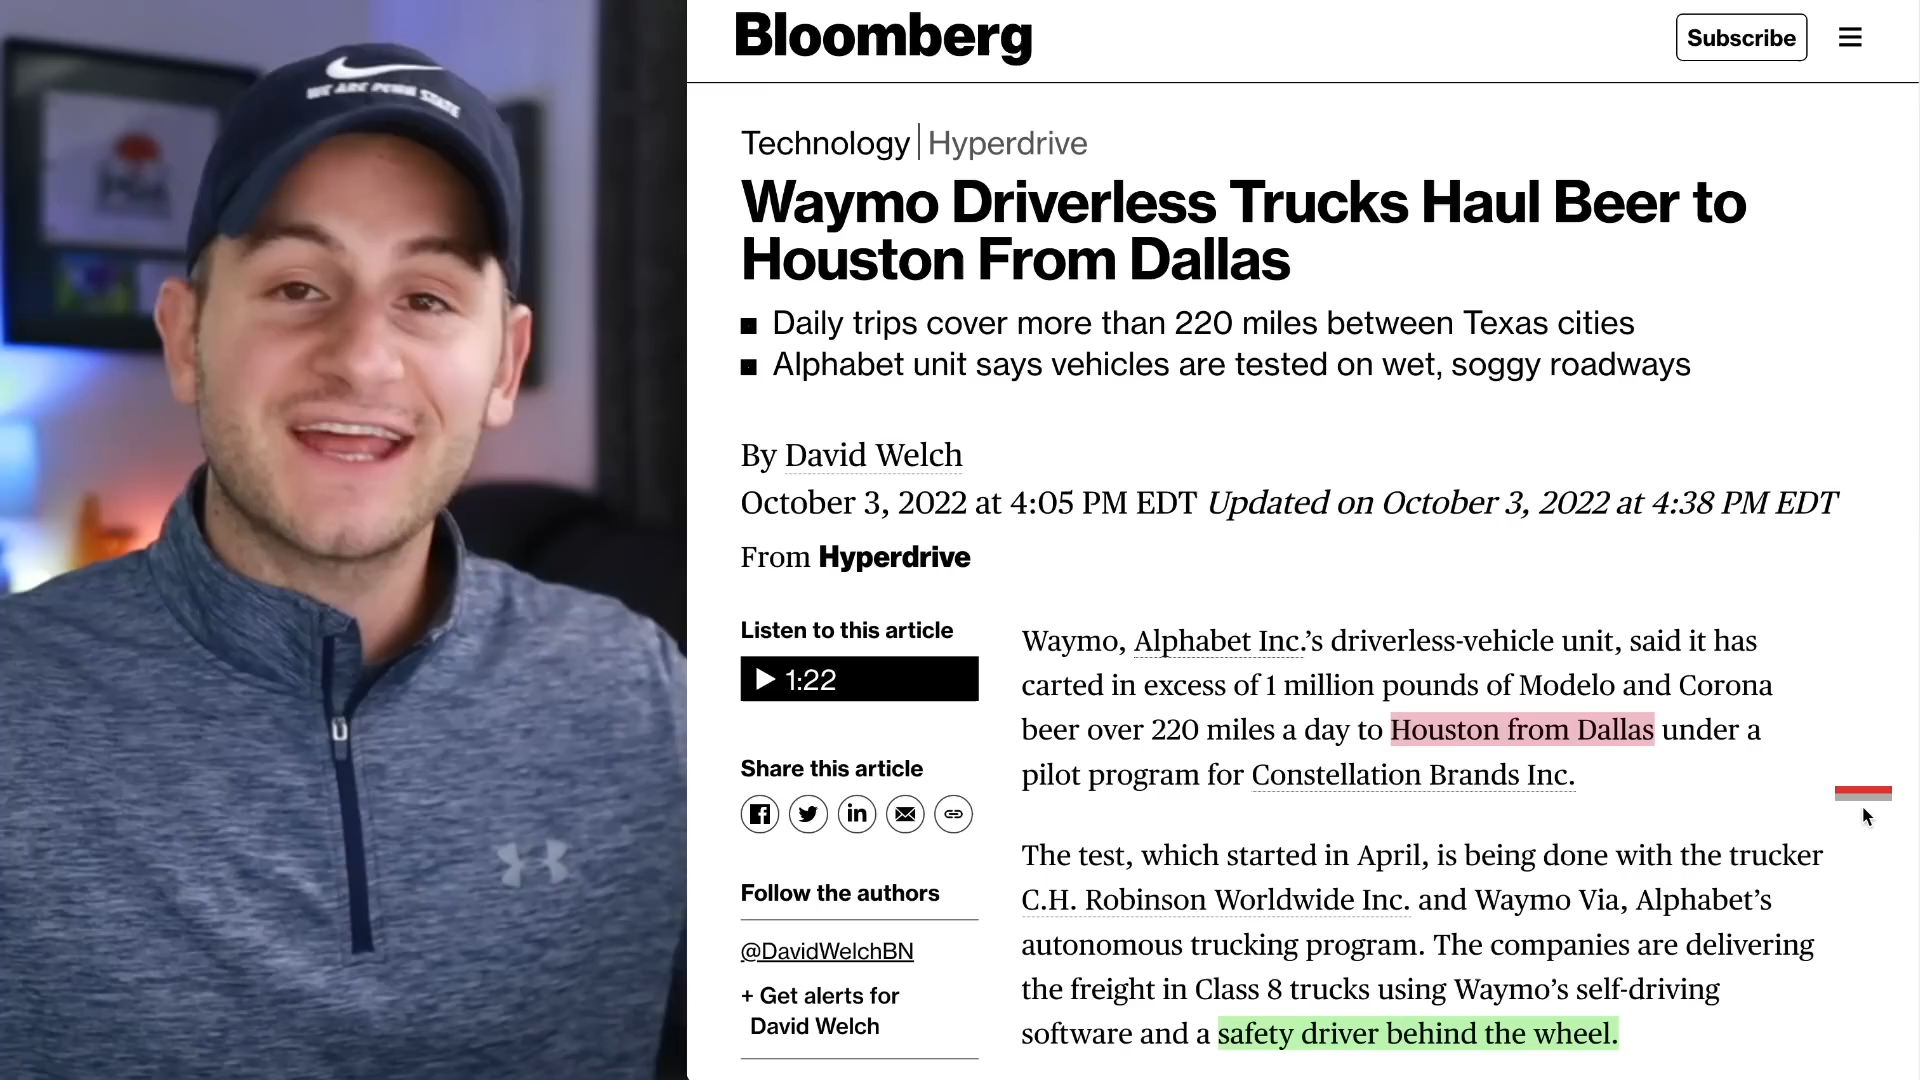 WE ARE PENN STATE
PGA
Bloomberg
Subscribe
Technology | Hyperdrive
Waymo Driverless Trucks Haul Beer to
Houston From Dallas
Daily trips cover more than 220 miles between Texas cities
Alphabet unit says vehicles are tested on wet, soggy roadways
By David Welch
October 3, 2022 at 4:05 PM EDT Updated on October 3, 2022 at 4:38 PM EDT
From Hyperdrive
Listen to this article
1:22
Share this article
Follow the authors
@DavidWelchBN
+ Get alerts for
David Welch
Waymo, Alphabet Inc.’s driverless-vehicle unit, said it has
carted in excess of 1 million pounds of Modelo and Corona
beer over 220 miles a day to Houston from Dallas under a
pilot program for Constellation Brands Inc.
The test, which started in April, is being done with the trucker
C.H. Robinson Worldwide Inc. and Waymo Via, Alphabet’s
autonomous trucking program. The companies are delivering
the freight in Class 8 trucks using Waymo’s self-driving
software and a safety driver behind the wheel.